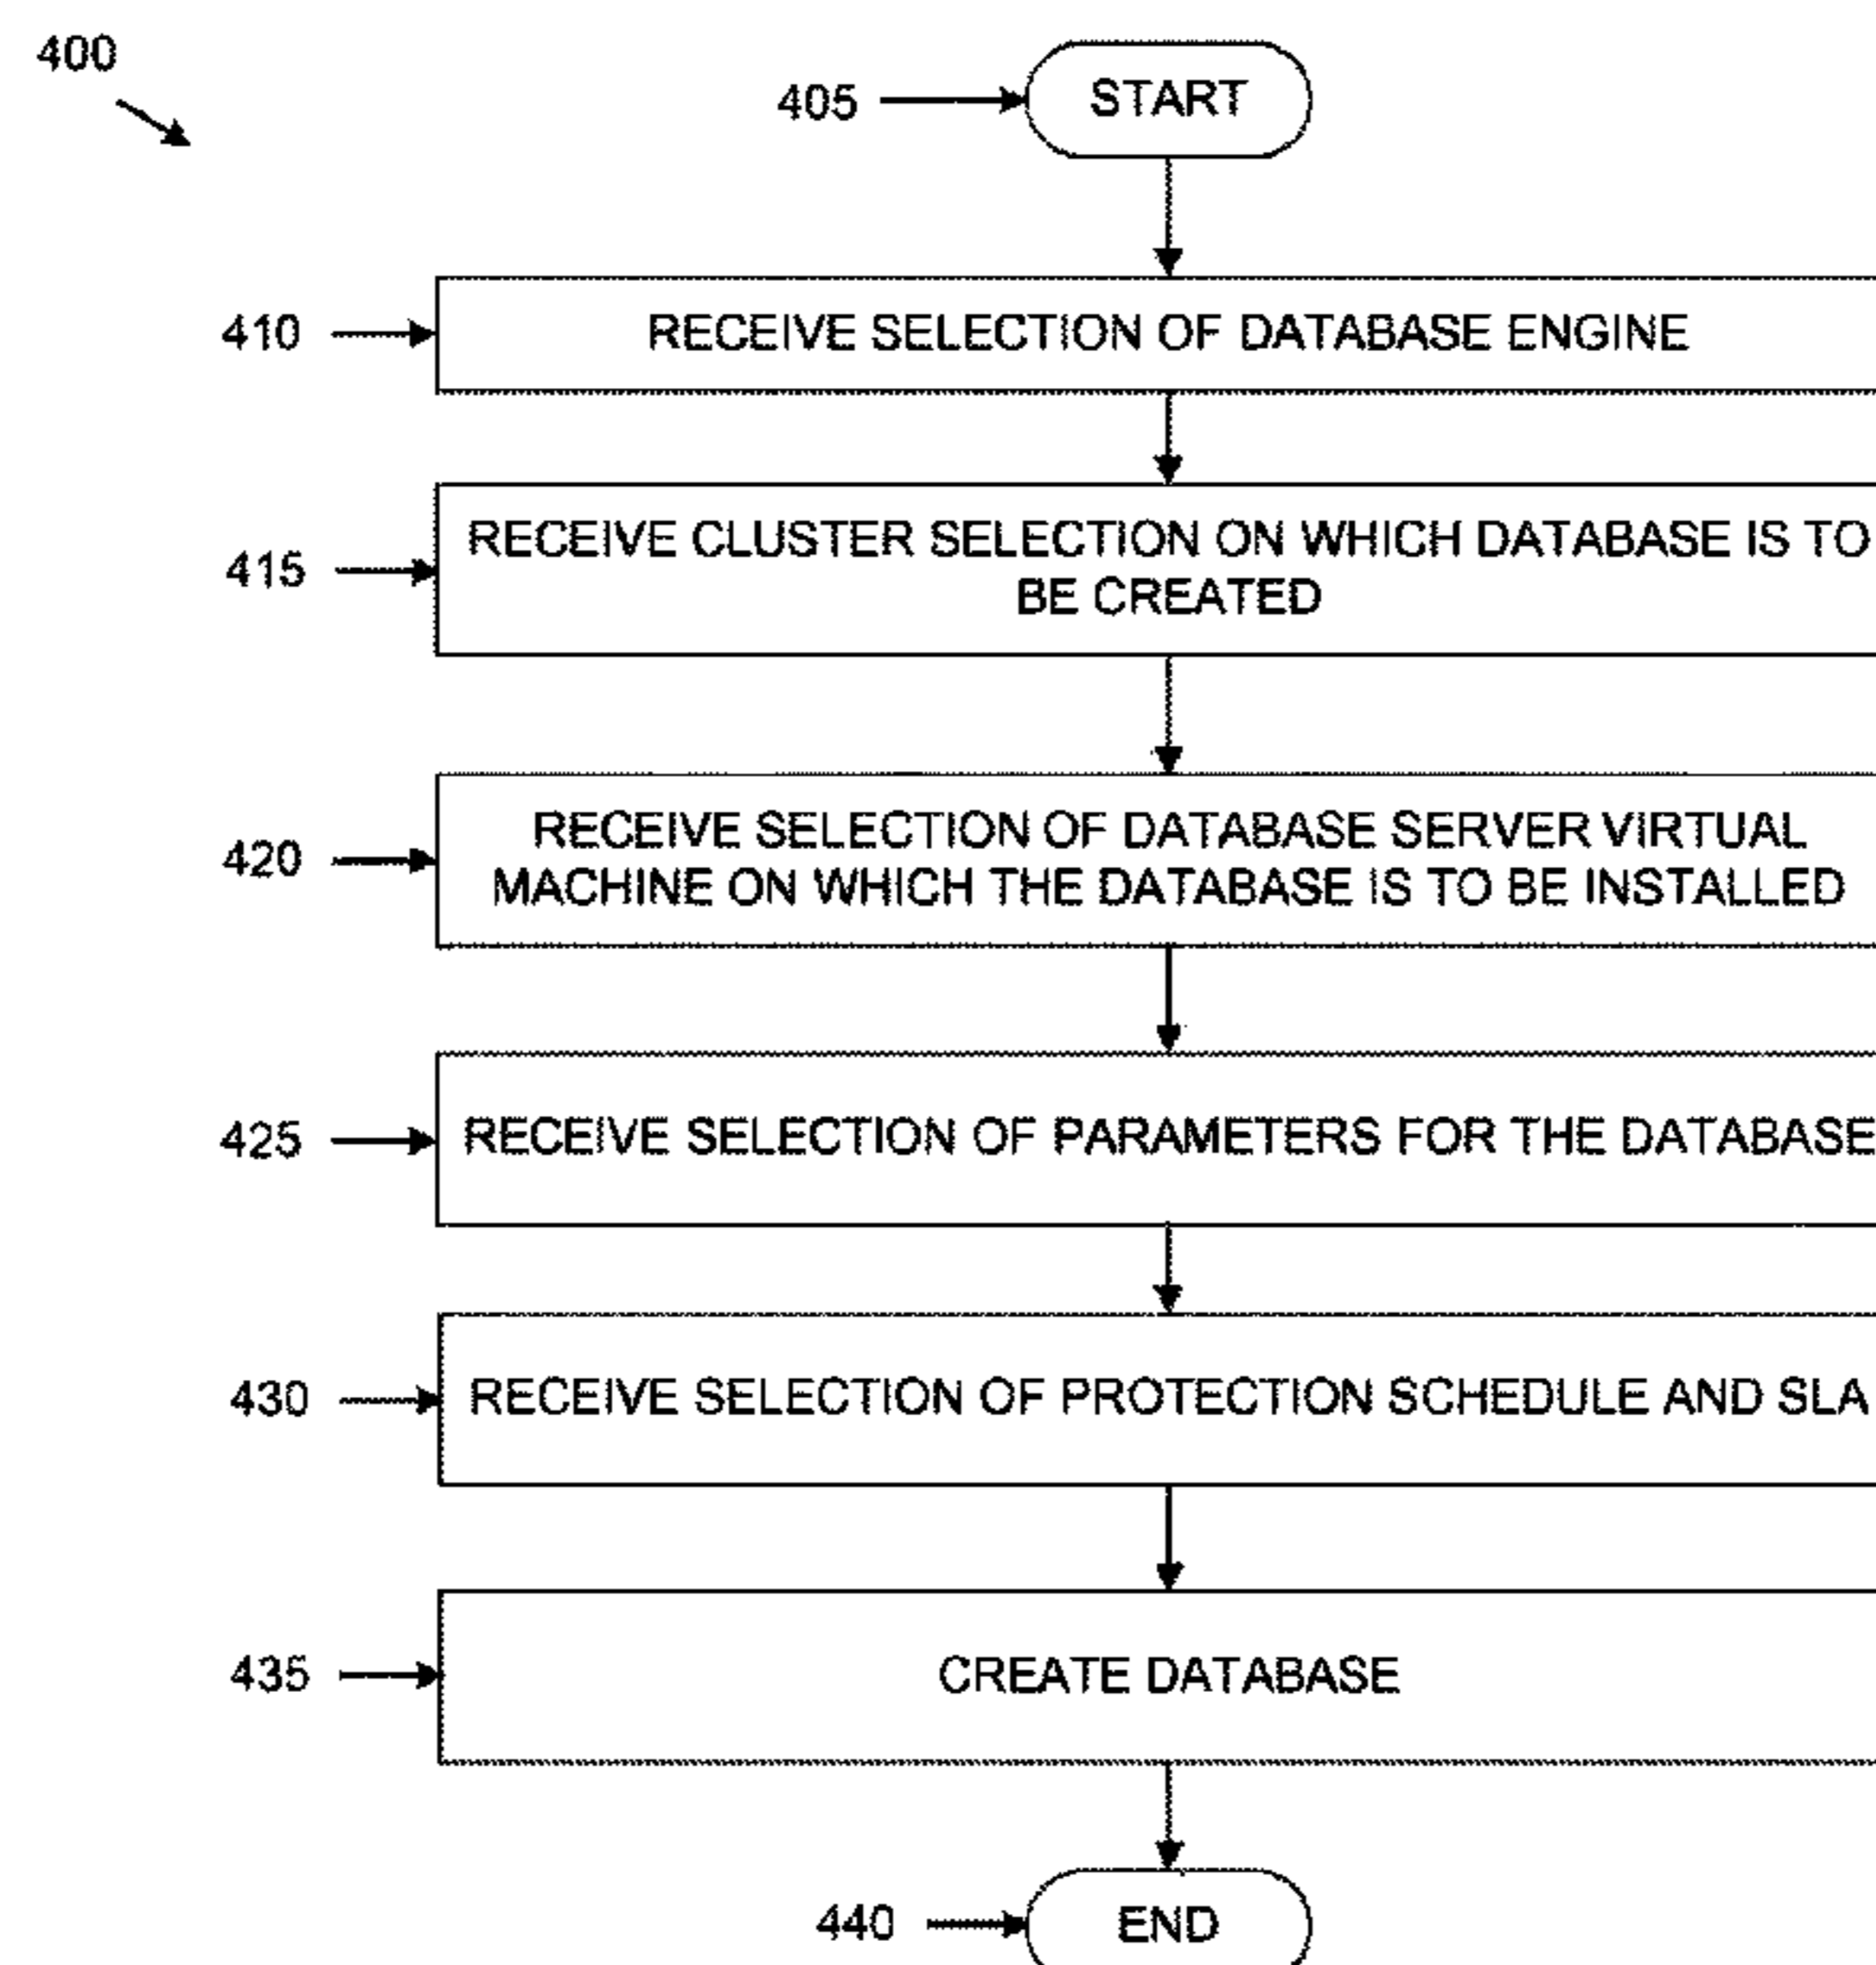 400
405
START
410
RECEIVE SELECTION OF DATABASE ENGINE
415
RECEIVE CLUSTER SELECTION ON WHICH DATABASE IS TO
BE CREATED
420
RECEIVE SELECTION OF DATABASE SERVER VIRTUAL
MACHINE ON WHICH THE DATABASE IS TO BE INSTALLED
425
RECEIVE SELECTION OF PARAMETERS FOR THE DATABASE
430
RECEIVE SELECTION OF PROTECTION SCHEDULE AND SLA
435
CREATE DATABASE
440
END